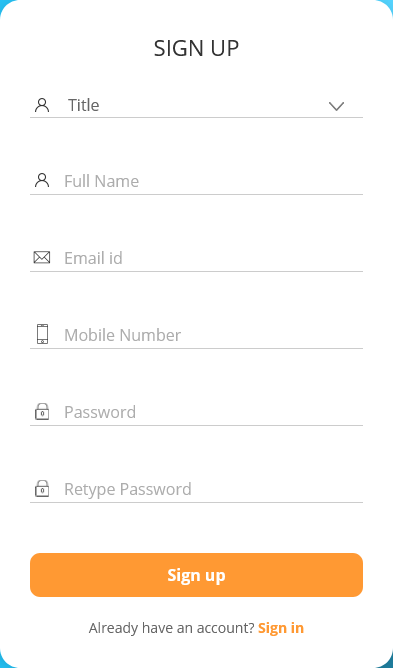 SIGN UP
Title
Full Name
Email id
Mobile Number
Password
Retype Password
Sign up
Already have an account? Sign in